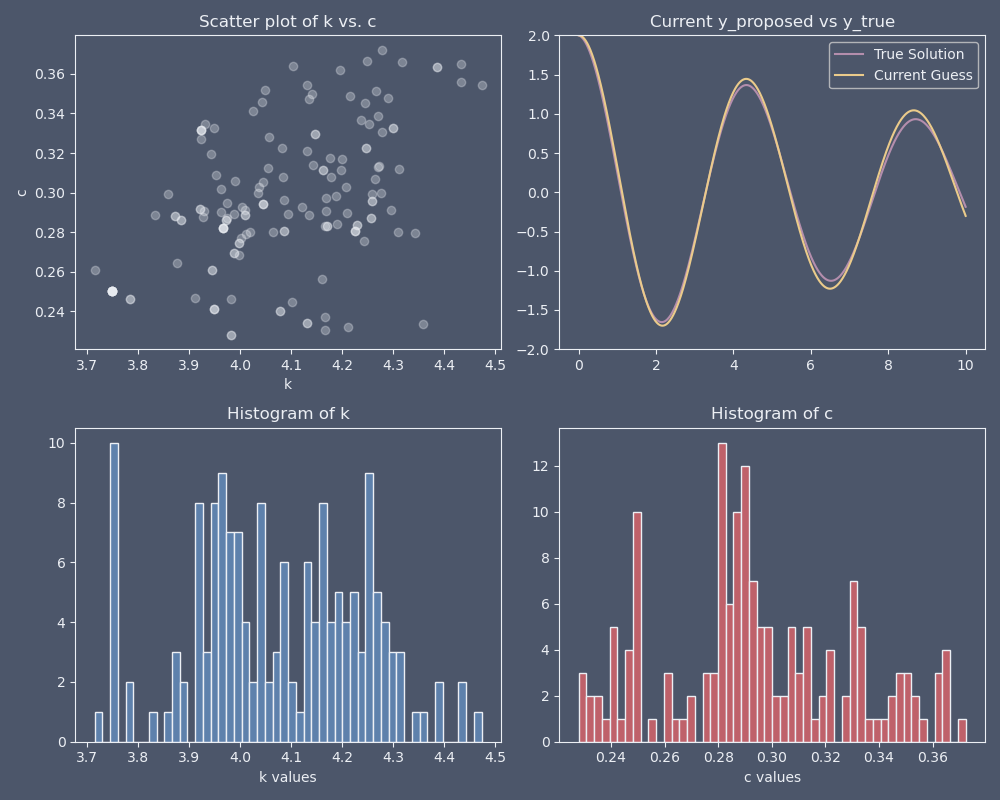 Scatter plot of k vs. c
0.36
0.34
0.32
0.30
0.28
0.26
0.24
c
3.7 3.8 3.9 4.0 4.1 4.2 4.3 4.4 4.5
k
Current y_proposed vs y_true
True Solution
Current Guess
2.0
1.5
1.0
0.5
0.0
−0.5
−1.0
−1.5
−2.0
0 2 4 6 8 10
Histogram of k
10
8
6
4
2
0
3.7 3.8 3.9 4.0 4.1 4.2 4.3 4.4 4.5
k values
Histogram of c
12
10
8
6
4
2
0
0.24 0.26 0.28 0.30 0.32 0.34 0.36
c values